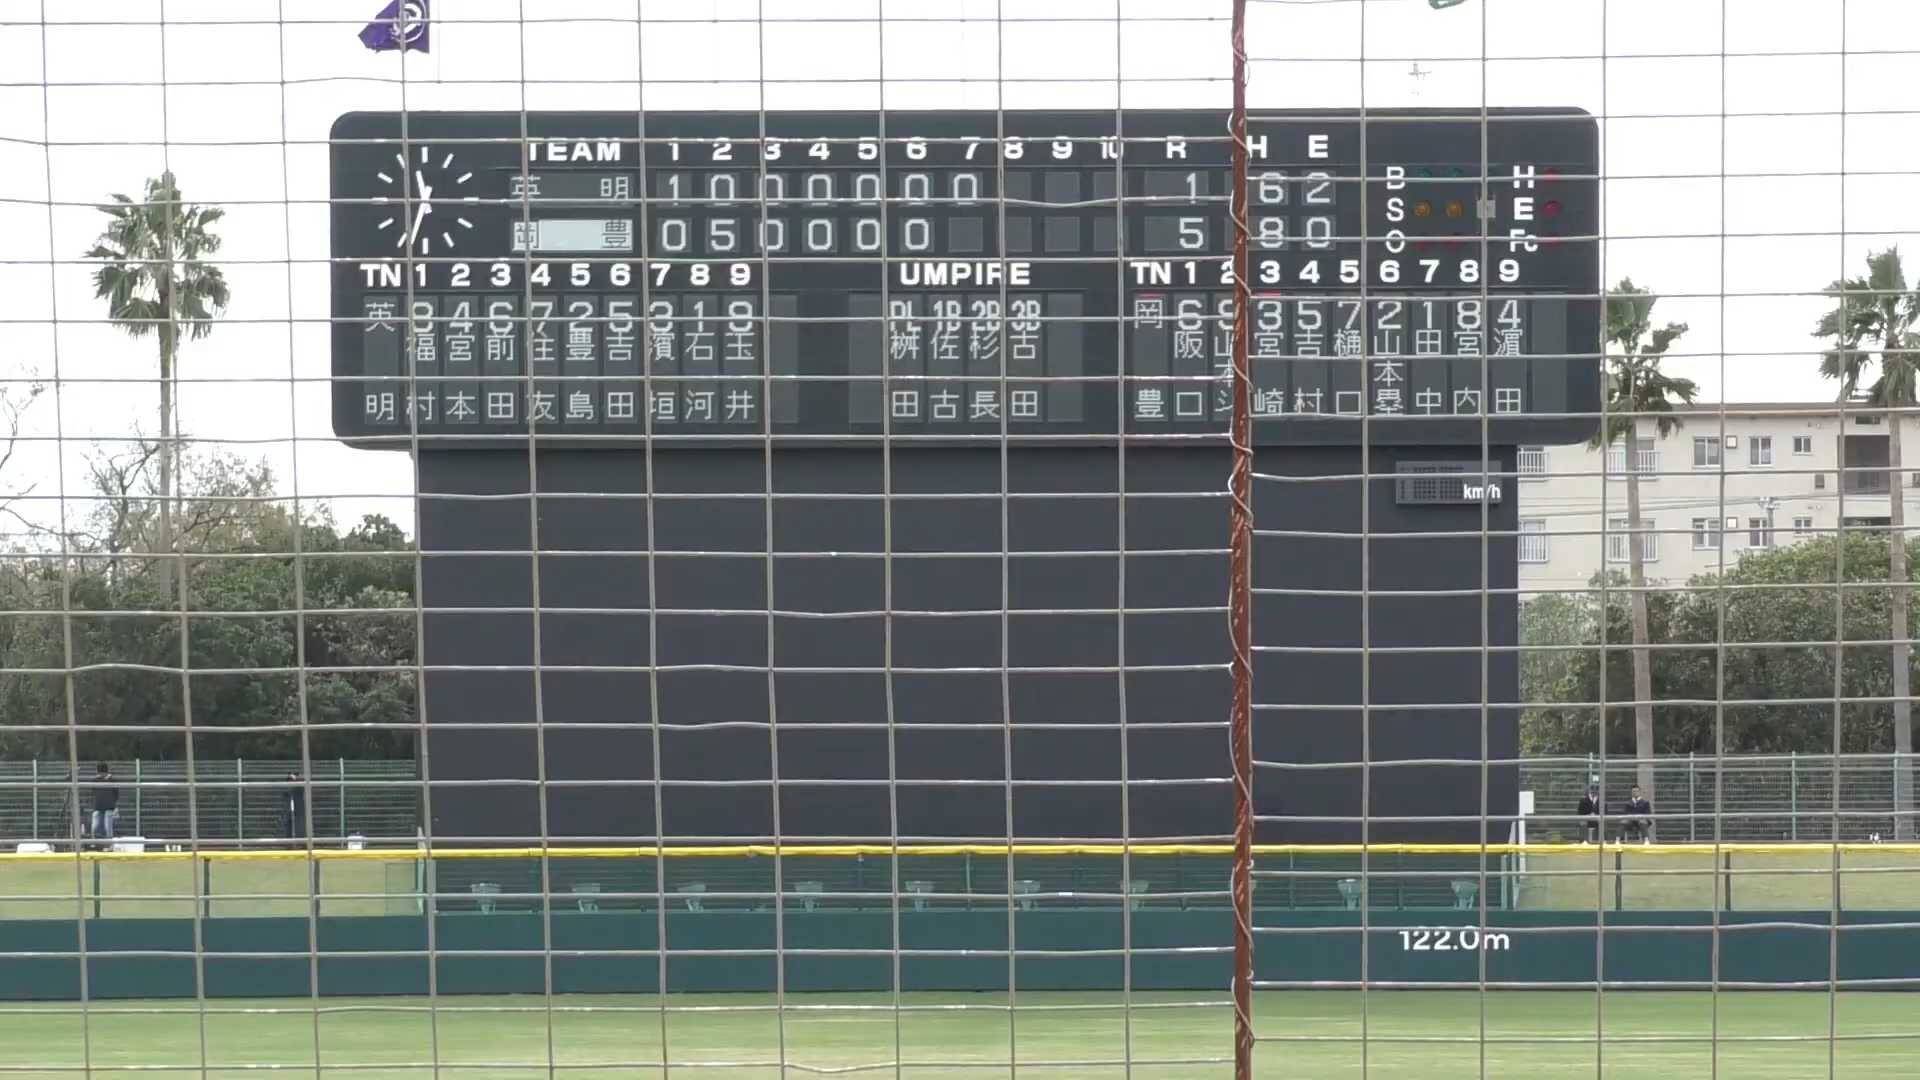 TEAM 1 2 3 4 5 6 7 8 9 10 R H E
英明 1 0 0 0 0 0 0 1 6 2 B H
岡豊 0 5 0 0 0 0 5 8 0 S E
O Fc
TN 1 2 3 4 5 6 7 8 9 UMPIRE TN 1 2 3 4 5 6 7 8 9
英明 8 4 6 7 2 5 3 1 9 PL 1B 2B 3B 岡豊 6 9 3 5 7 2 1 8 4
福村 宮本 前田 住友 豊島 吉田 濱垣 石河 玉井 桝田 佐古 杉長 古田 阪口 宮崎 吉村 樋口 山本塁 田中 宮内 濵田
km/h
122.0m